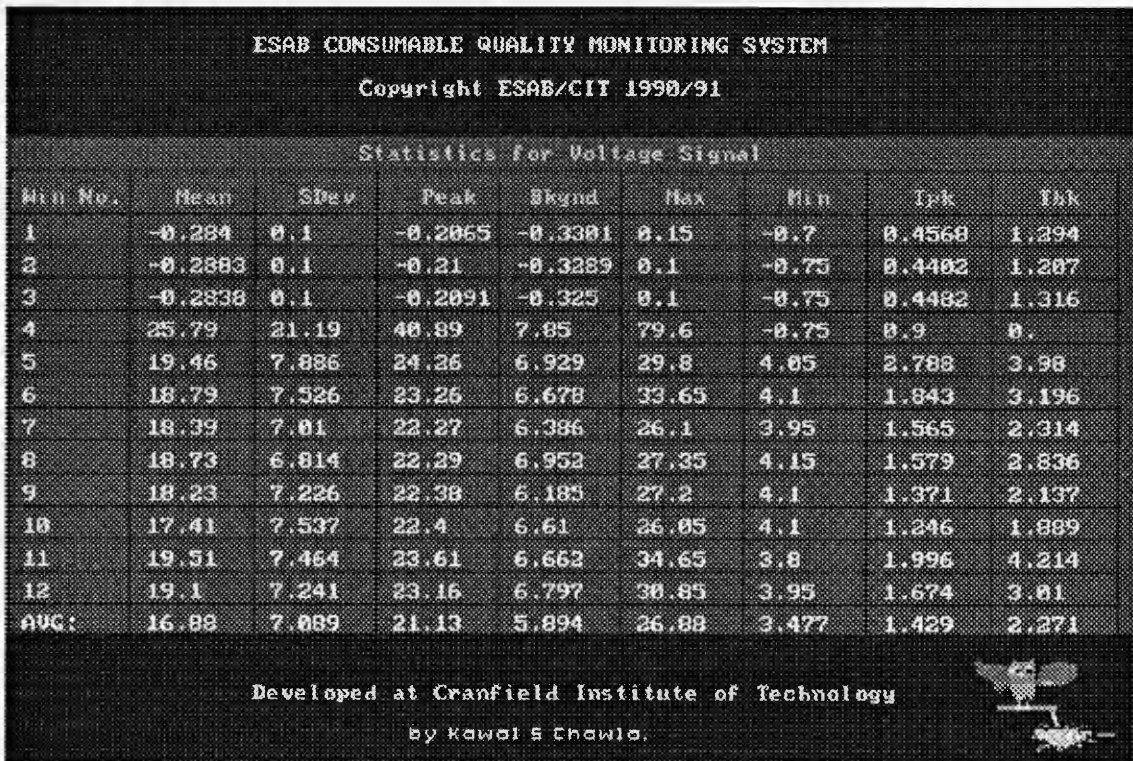 ESAB CONSUMABLE QUALITY MONITORING SYSTEM
Copyright ESAB/CIT 1990/91
Statistics for Voltage Signal
Win No. Mean SDev Peak Bkgnd Max Min Tpk Tbk
1 -0.284 0.1 -0.2065 -0.3301 0.15 -0.7 0.4568 1.294
2 -0.2883 0.1 -0.21 -0.3289 0.1 -0.75 0.4402 1.207
3 -0.2838 0.1 -0.2091 -0.325 0.1 -0.75 0.4482 1.316
4 25.79 21.19 40.89 7.85 79.6 -0.75 0.9 0.
5 19.46 7.886 24.26 6.929 29.8 4.05 2.788 3.98
6 18.79 7.526 23.26 6.678 33.65 4.1 1.843 3.196
7 18.39 7.01 22.27 6.386 26.1 3.95 1.565 2.314
8 18.73 6.814 22.29 6.952 27.35 4.15 1.579 2.836
9 18.23 7.226 22.38 6.185 27.2 4.1 1.371 2.137
10 17.41 7.537 22.4 6.61 26.05 4.1 1.246 1.889
11 19.51 7.464 23.61 6.662 34.65 3.8 1.996 4.214
12 19.1 7.241 23.16 6.797 30.85 3.95 1.674 3.01
AVG: 16.88 7.089 21.13 5.894 26.88 3.477 1.429 2.271
Developed at Cranfield Institute of Technology
by Kawal S Chawla.